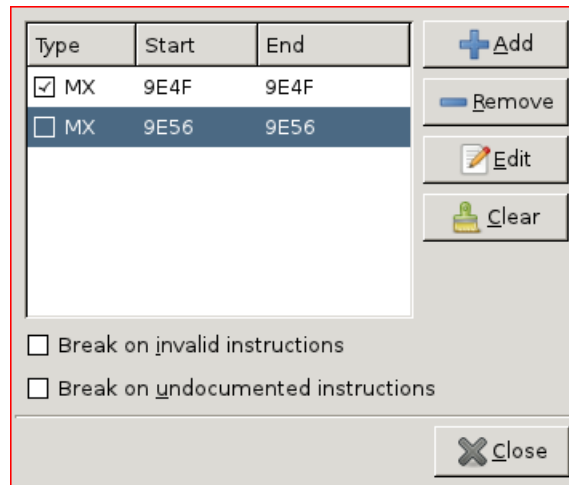 Type Start End Add
MX 9E4F 9E4F Remove
MX 9E56 9E56
Edit
Clear
Break on invalid instructions
Break on undocumented instructions
Close